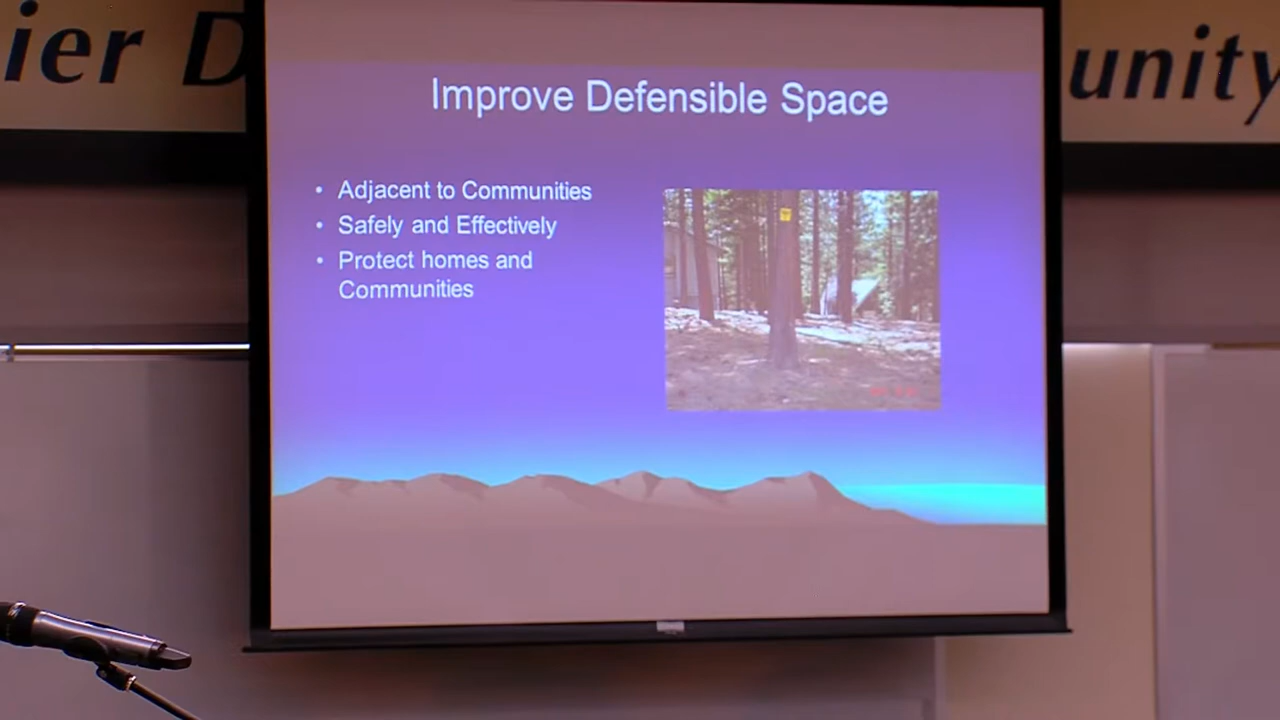 ier D
unity
Improve Defensible Space
• Adjacent to Communities
• Safely and Effectively
• Protect homes and
Communities